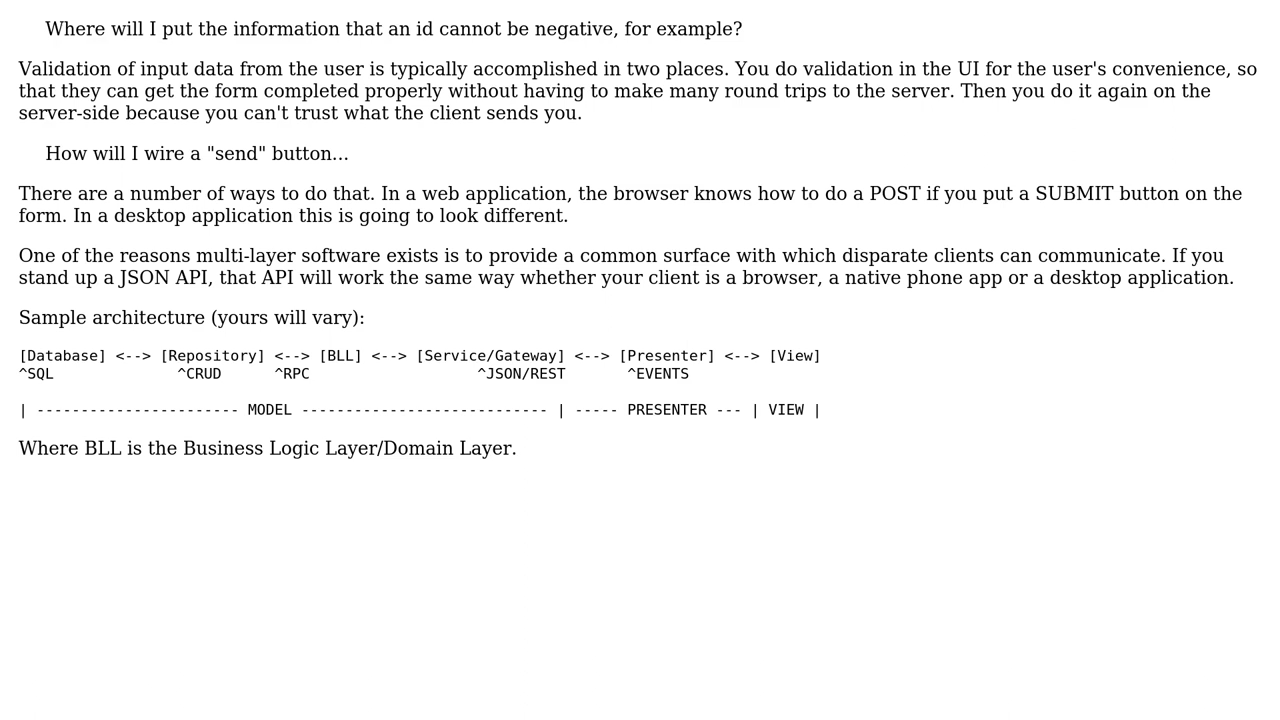 Where will I put the information that an id cannot be negative, for example?
Validation of input data from the user is typically accomplished in two places. You do validation in the UI for the user's convenience, so
that they can get the form completed properly without having to make many round trips to the server. Then you do it again on the
server-side because you can't trust what the client sends you.
How will I wire a "send" button...
There are a number of ways to do that. In a web application, the browser knows how to do a POST if you put a SUBMIT button on the
form. In a desktop application this is going to look different.
One of the reasons multi-layer software exists is to provide a common surface with which disparate clients can communicate. If you
stand up a JSON API, that API will work the same way whether your client is a browser, a native phone app or a desktop application.
Sample architecture (yours will vary):
[Database] <--> [Repository] <--> [BLL] <--> [Service/Gateway] <--> [Presenter] <--> [View]
^SQL              ^CRUD      ^RPC                   ^JSON/REST       ^EVENTS
| ----------------------- MODEL ---------------------------- | ----- PRESENTER --- | VIEW |
Where BLL is the Business Logic Layer/Domain Layer.